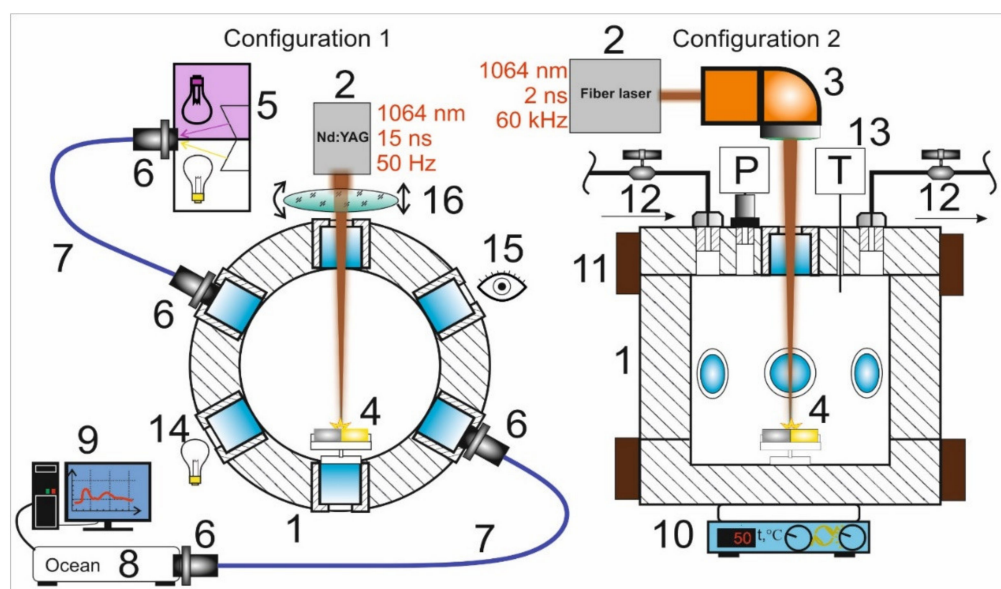 Configuration 1
Configuration 2
5
6
2
Nd:YAG
1064 nm
15 ns
50 Hz
16
7
6
15
4
6
14
9
1
7
Ocean 8
6
2
1064 nm
2 ns
60 kHz
Fiber laser
3
13
12
P
T
12
11
1
4
10
50 t,°C